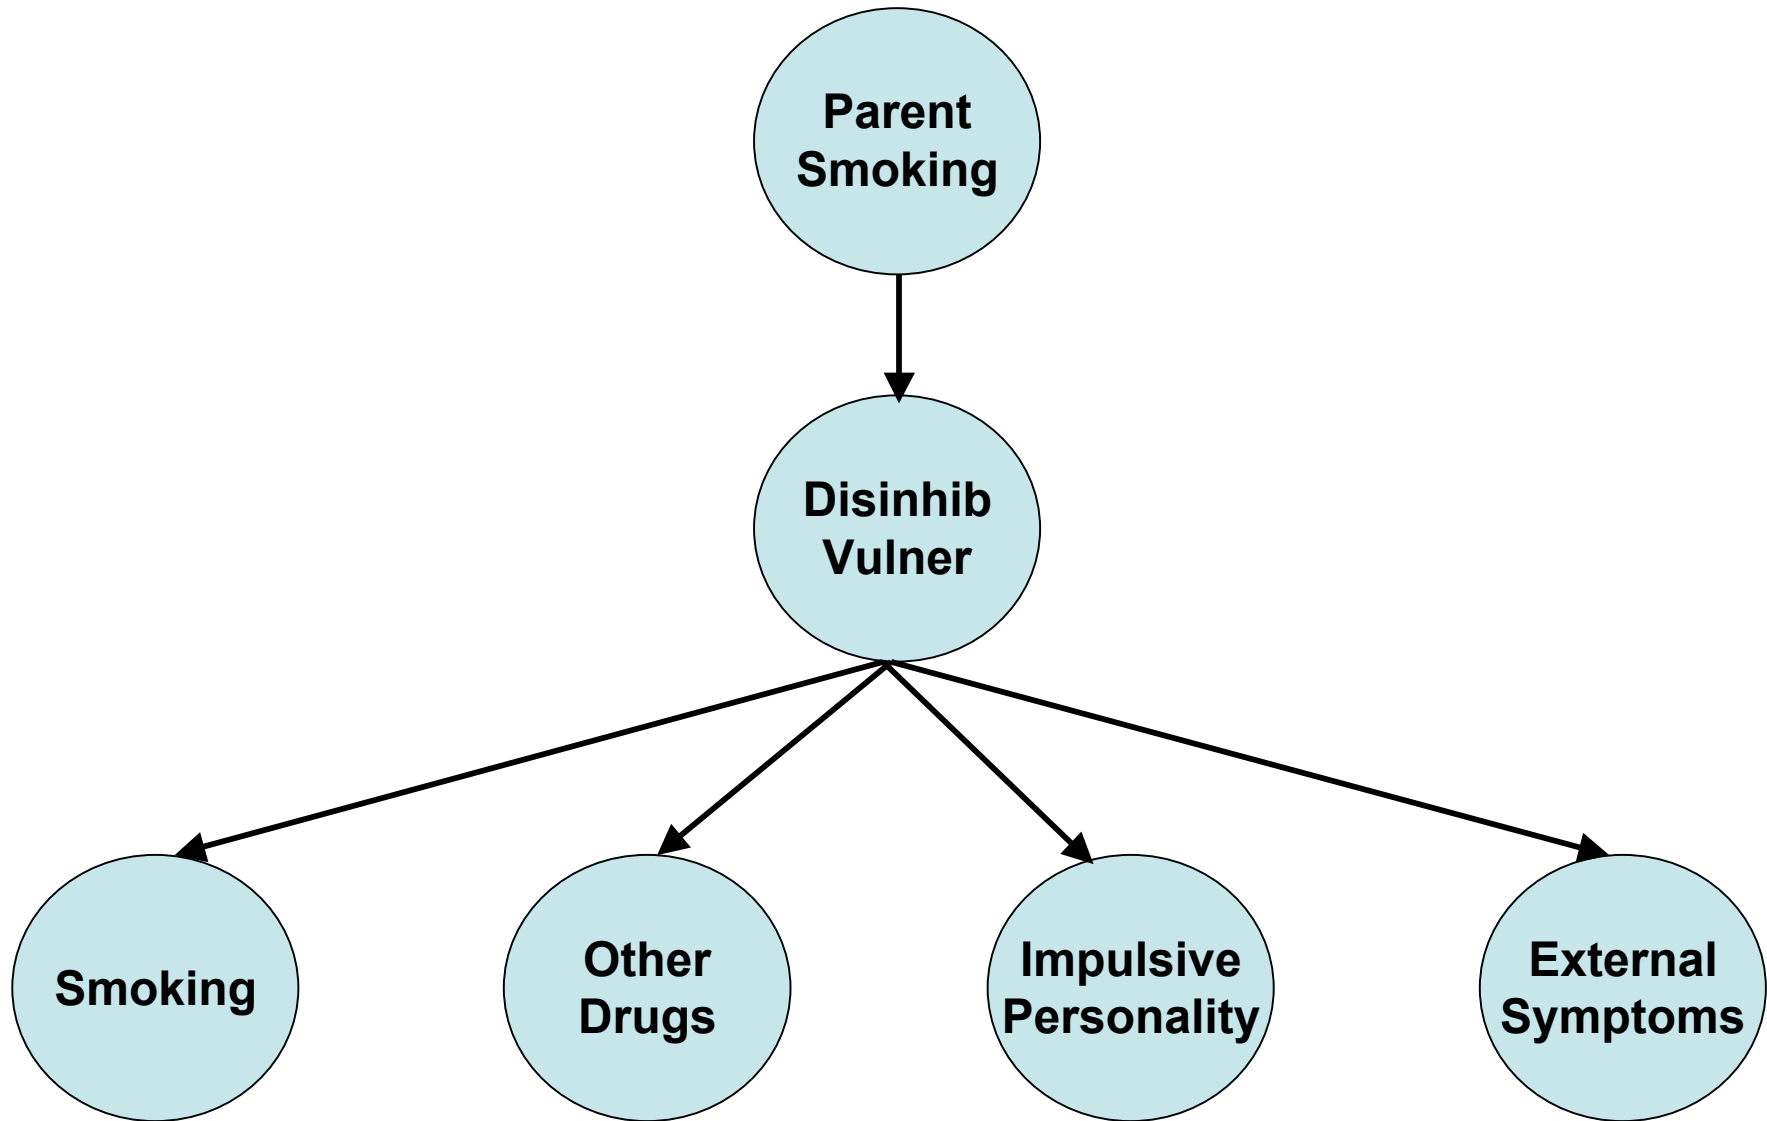 Parent
Smoking
Disinhib
Vulner
Smoking
Other
Drugs
Impulsive
Personality
External
Symptoms